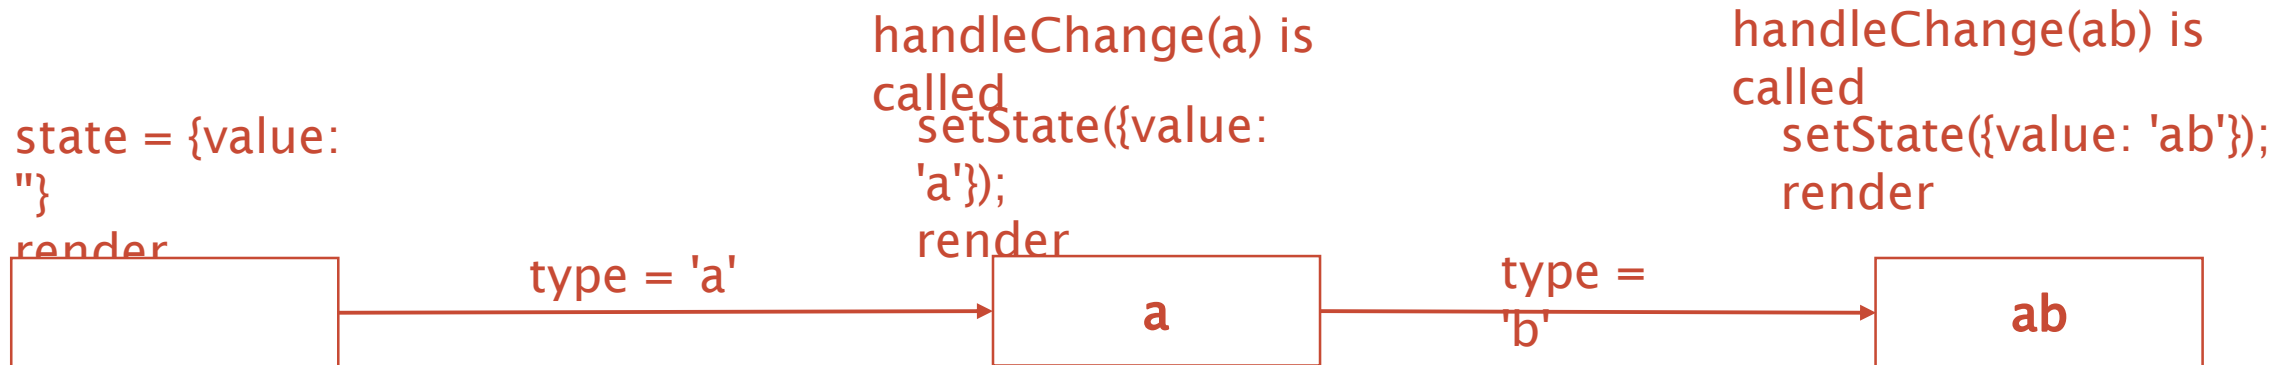 state = {value:
''}
render
type = 'a'
handleChange(a) is
called
setState({value:
'a'});
render
a
type =
'b'
handleChange(ab) is
called
setState({value: 'ab'});
render
ab